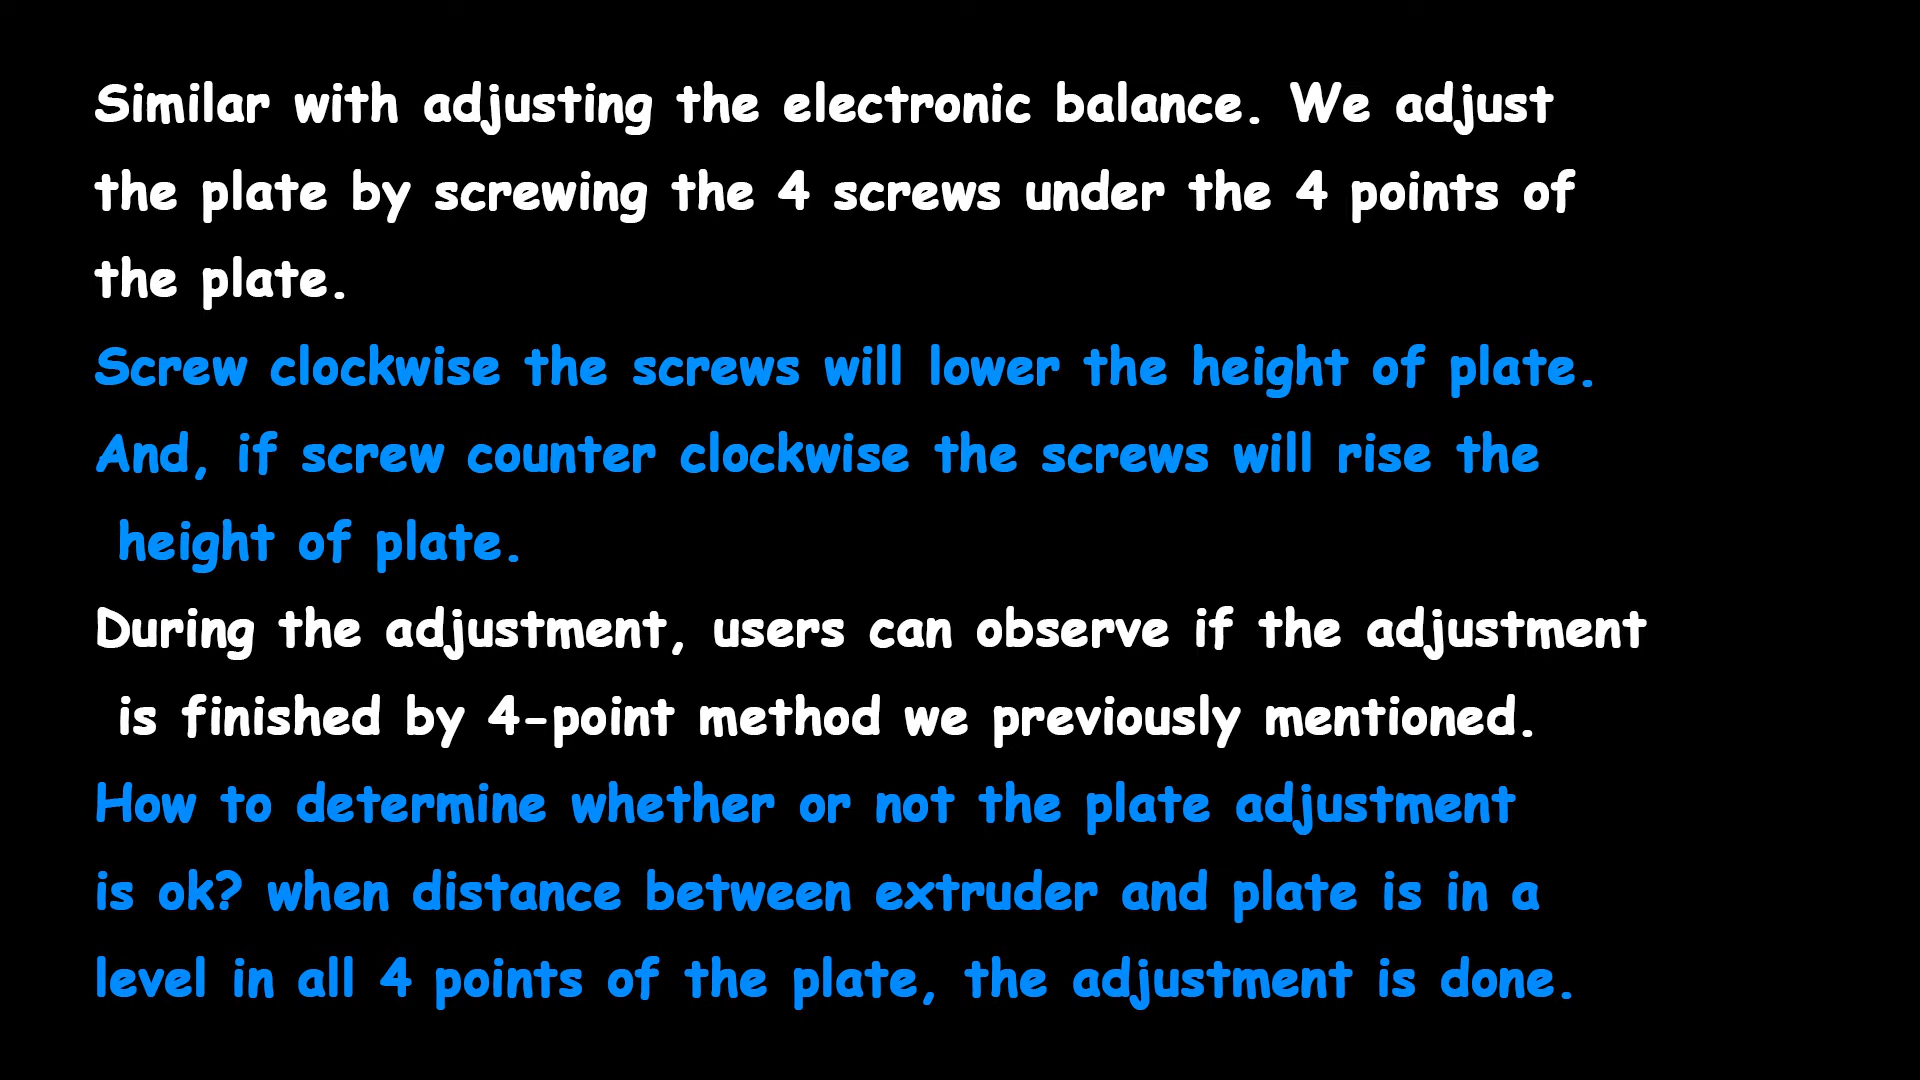 Similar with adjusting the electronic balance. We adjust
the plate by screwing the 4 screws under the 4 points of
the plate.
Screw clockwise the screws will lower the height of plate.
And, if screw counter clockwise the screws will rise the
height of plate.
During the adjustment, users can observe if the adjustment
is finished by 4-point method we previously mentioned.
How to determine whether or not the plate adjustment
is ok? when distance between extruder and plate is in a
level in all 4 points of the plate, the adjustment is done.